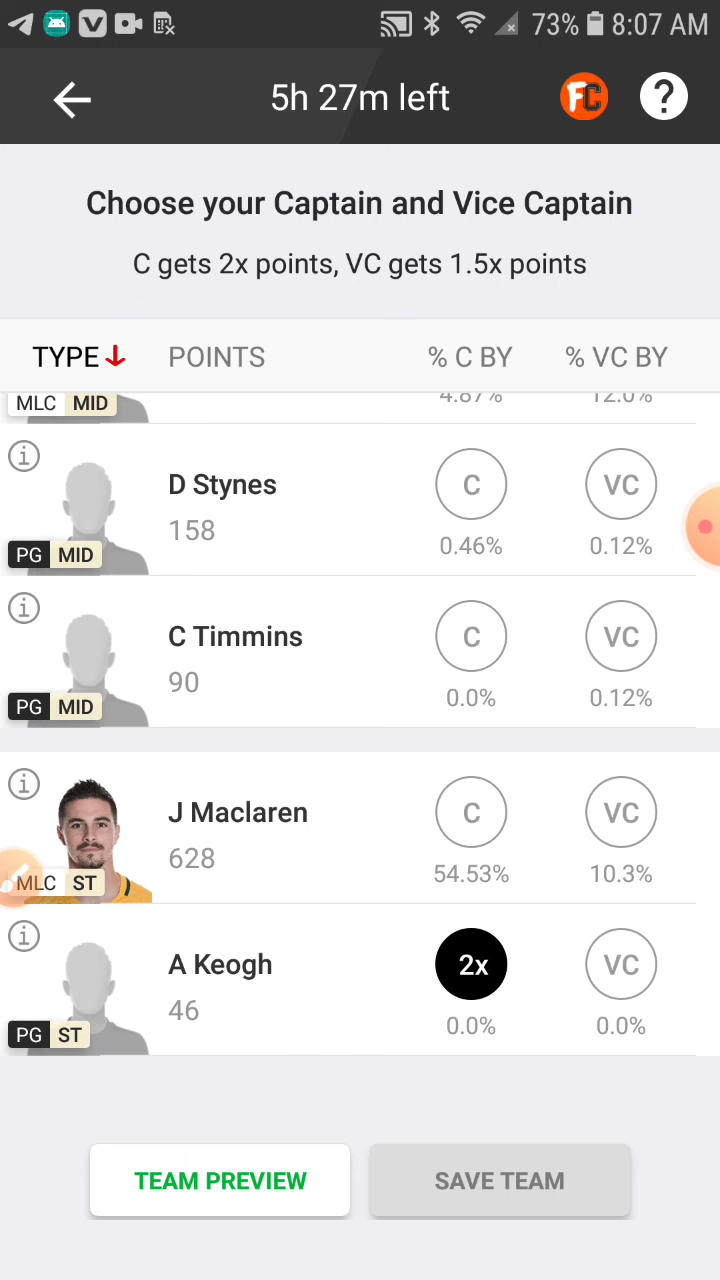 73% 8:07 AM
5h 27m left
FC
?
Choose your Captain and Vice Captain
C gets 2x points, VC gets 1.5x points
TYPE POINTS % C BY % VC BY
MLC MID 4.87% 12.0%
D Stynes C VC
158
PG MID 0.46% 0.12%
C Timmins C VC
90
PG MID 0.0% 0.12%
J Maclaren C VC
628
MLC ST 54.53% 10.3%
A Keogh 2x VC
46
PG ST 0.0% 0.0%
TEAM PREVIEW SAVE TEAM